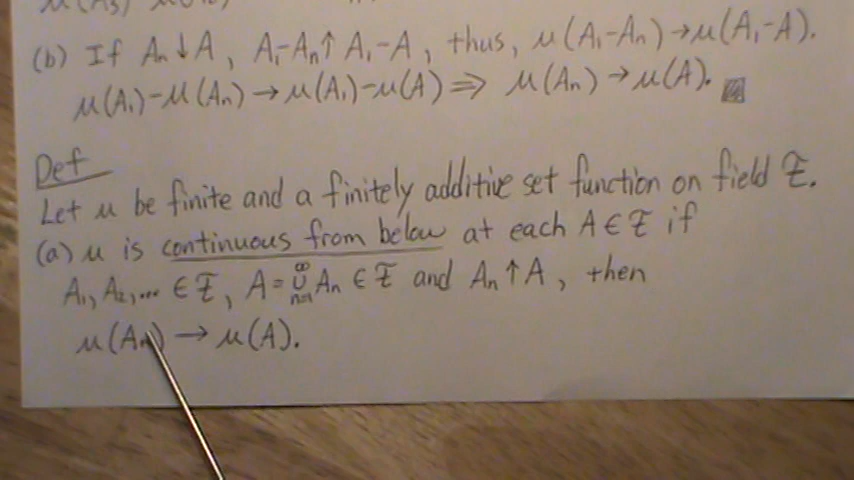 (b) If Aₙ ↓ A, A₁-Aₙ ↑ A₁-A, thus, μ(A₁-Aₙ) → μ(A₁-A).
μ(A₁)-μ(Aₙ) → μ(A₁)-μ(A) ⟹ μ(Aₙ) → μ(A).
Def
Let μ be finite and a finitely additive set function on field ℱ.
(a) μ is continuous from below at each A ∈ ℱ if
A₁, A₂, ... ∈ ℱ, A = ⋃ₙ₌₁^∞ Aₙ ∈ ℱ and Aₙ ↑ A, then
μ(Aₙ) → μ(A).